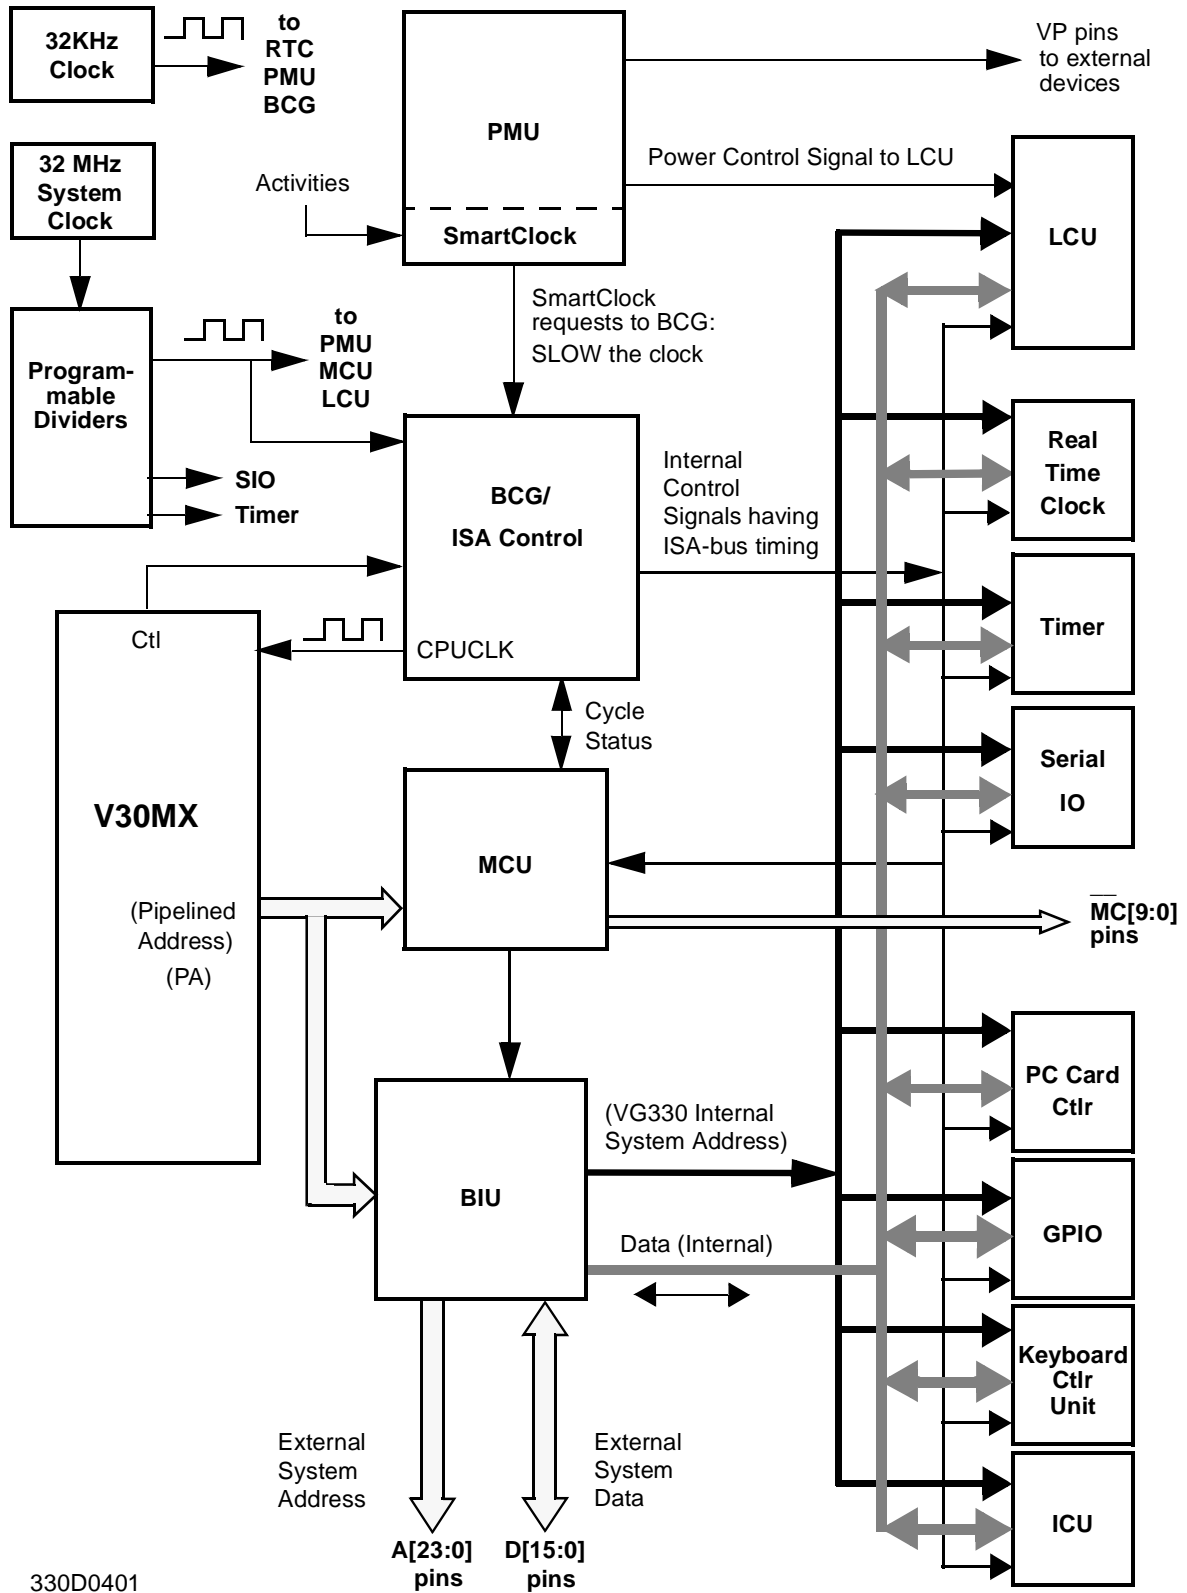 32KHz
Clock
to
RTC
PMU
BCG
VP pins
to external
devices
PMU
SmartClock
Power Control Signal to LCU
32 MHz
System
Clock
Activities
LCU
SmartClock
requests to BCG:
SLOW the clock
Program-
mable
Dividers
to
PMU
MCU
LCU
SIO
Timer
BCG/
ISA Control
CPUCLK
Internal
Control
Signals having
ISA-bus timing
Real
Time
Clock
Timer
Ctl
V30MX
(Pipelined
Address)
(PA)
Cycle
Status
Serial
IO
MCU
MC[9:0]
pins
PC Card
Ctlr
(VG330 Internal
System Address)
BIU
Data (Internal)
GPIO
Keyboard
Ctlr
Unit
External
System
Address
External
System
Data
ICU
A[23:0]
pins
D[15:0]
pins
330D0401